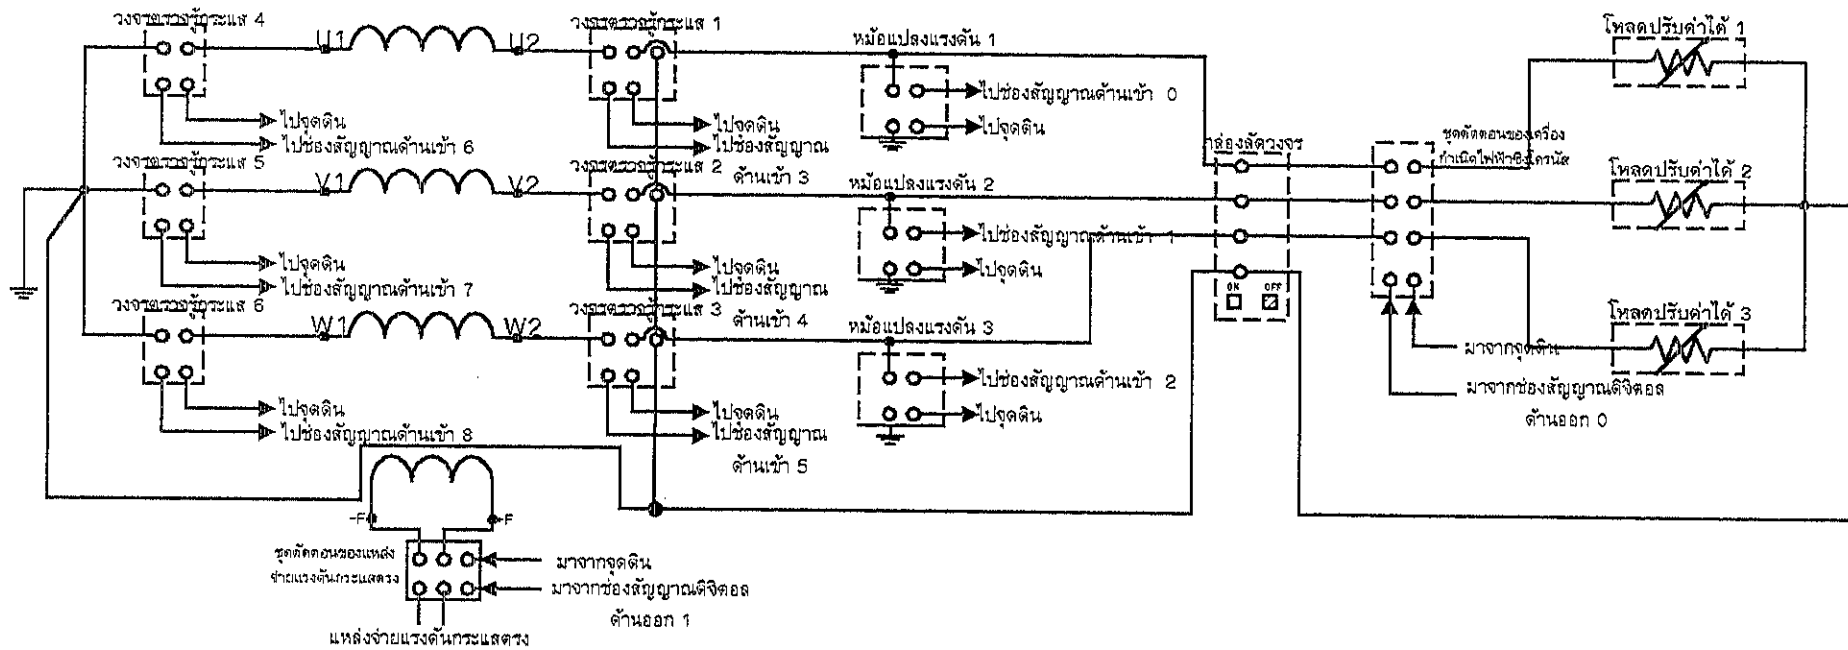 วงจรตรวจรู้กระแส 4
U1
U2
วงจรตรวจรู้กระแส 1
หม้อแปลงแรงดัน 1
โหลดปรับค่าได้ 1
ไปช่องสัญญาณด้านเข้า 0
ไปจุดดิน
ไปจุดดิน
ไปจุดดิน
ไปช่องสัญญาณด้านเข้า 6
ไปช่องสัญญาณ
ด้านเข้า 3
กล่องลัดวงจร
ชุดตัดตอนของเครื่อง
กำเนิดไฟฟ้าซิงโครนัส
วงจรตรวจรู้กระแส 5
V1
V2
วงจรตรวจรู้กระแส 2
หม้อแปลงแรงดัน 2
โหลดปรับค่าได้ 2
ไปช่องสัญญาณด้านเข้า 1
ไปจุดดิน
ไปจุดดิน
ไปจุดดิน
ไปช่องสัญญาณด้านเข้า 7
ไปช่องสัญญาณ
ด้านเข้า 4
ON OFF
วงจรตรวจรู้กระแส 6
W1
W2
วงจรตรวจรู้กระแส 3
หม้อแปลงแรงดัน 3
โหลดปรับค่าได้ 3
มาจากจุดดิน
ไปช่องสัญญาณด้านเข้า 2
มาจากช่องสัญญาณดิจิตอล
ด้านออก 0
ไปจุดดิน
ไปจุดดิน
ไปจุดดิน
ไปช่องสัญญาณด้านเข้า 8
ไปช่องสัญญาณ
ด้านเข้า 5
-F
+F
ชุดตัดตอนของแหล่ง
จ่ายแรงดันกระแสตรง
มาจากจุดดิน
มาจากช่องสัญญาณดิจิตอล
ด้านออก 1
แหล่งจ่ายแรงดันกระแสตรง